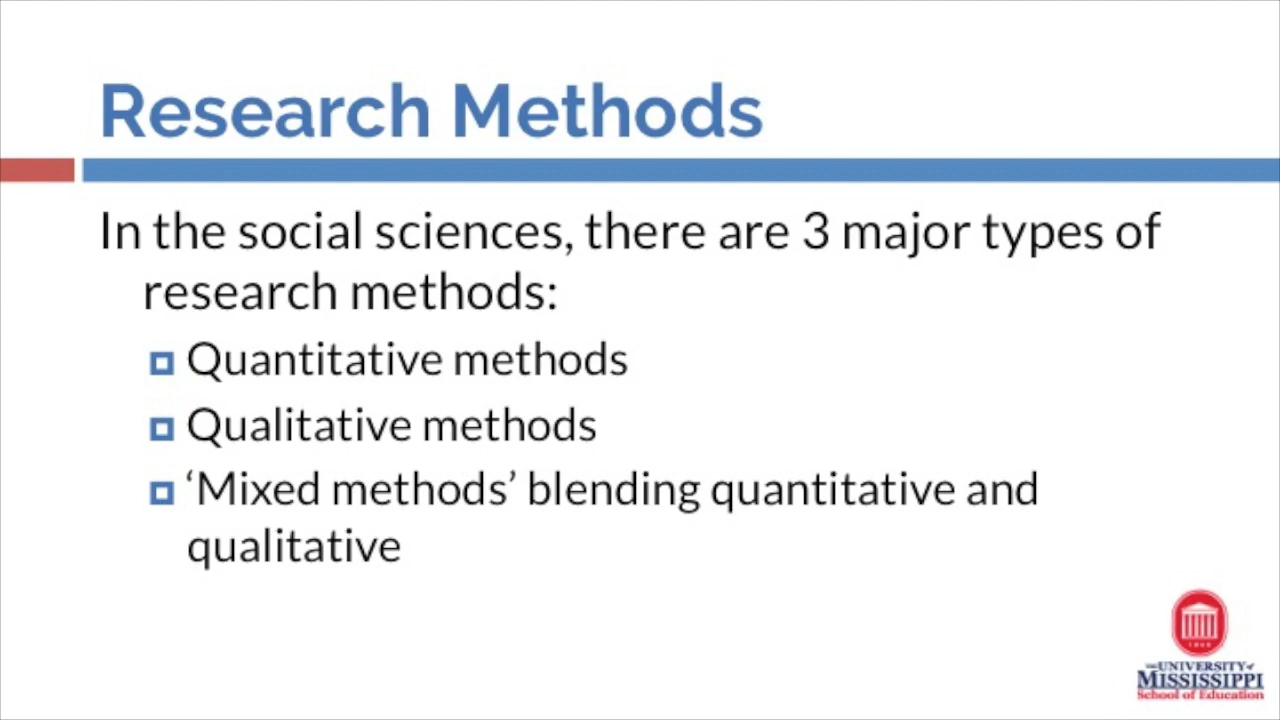 Research Methods
In the social sciences, there are 3 major types of
research methods:
Quantitative methods
Qualitative methods
‘Mixed methods’ blending quantitative and
qualitative
THE UNIVERSITY of
MISSISSIPPI
School of Education